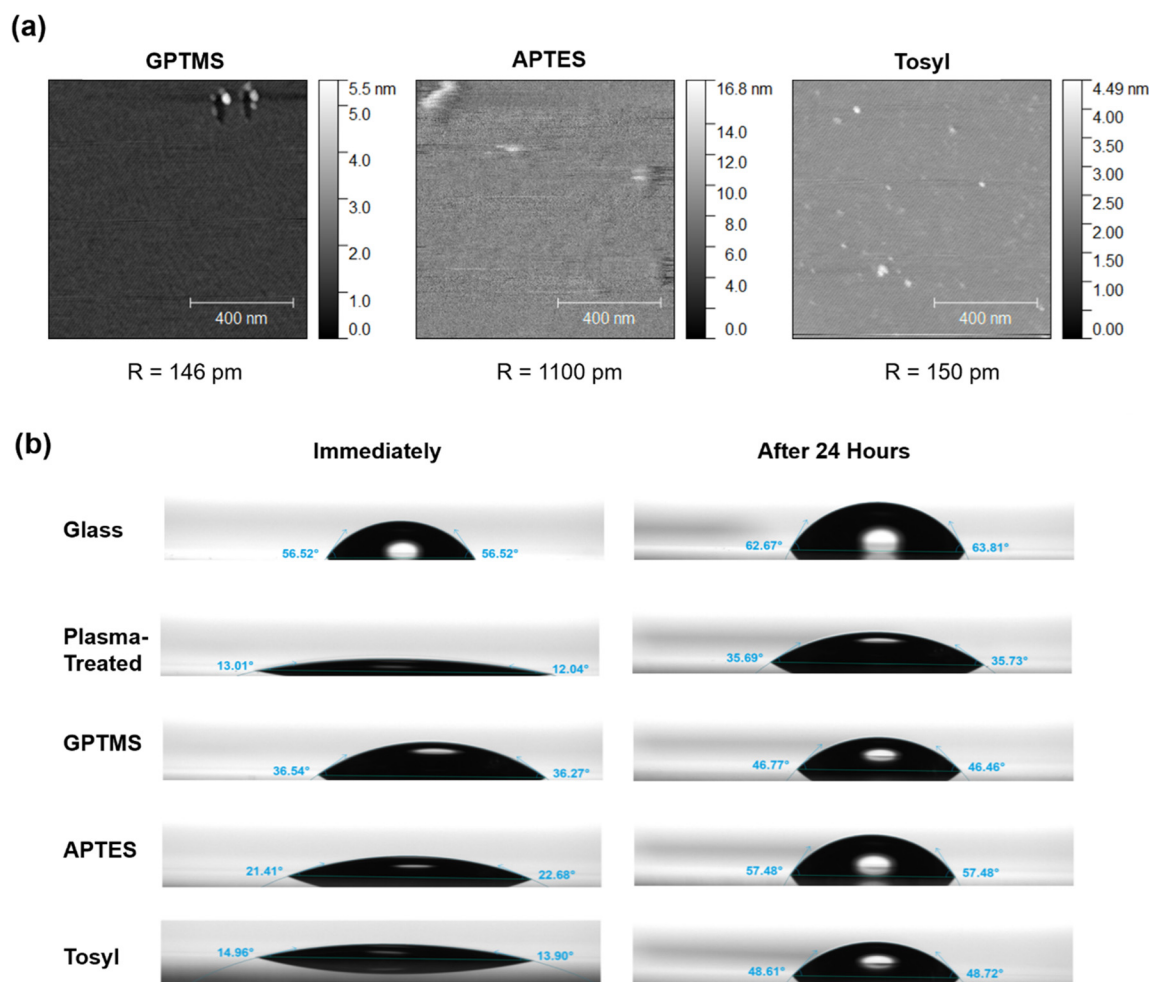 (a)
GPTMS
APTES
Tosyl
5.5 nm
5.0
4.0
3.0
2.0
1.0
0.0
400 nm
16.8 nm
14.0
12.0
10.0
8.0
6.0
4.0
0.0
400 nm
4.49 nm
4.00
3.50
3.00
2.50
2.00
1.50
1.00
0.00
400 nm
R = 146 pm
R = 1100 pm
R = 150 pm
(b)
Immediately
After 24 Hours
Glass
56.52°
56.52°
62.67°
63.81°
Plasma-
Treated
13.01°
12.04°
35.69°
35.73°
GPTMS
36.54°
36.27°
46.77°
46.46°
APTES
21.41°
22.68°
57.48°
57.48°
Tosyl
14.96°
13.90°
48.61°
48.72°